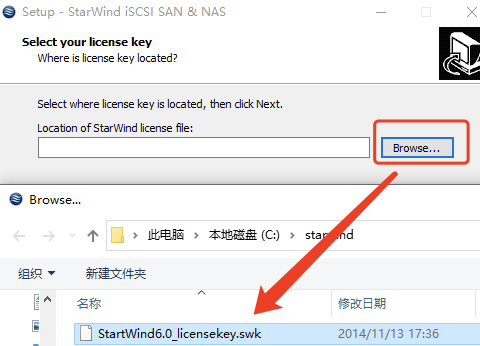 Setup - StarWind iSCSI SAN & NAS
Select your license key
Where is license key located?
Select where license key is located, then click Next.
Location of StarWind license file:
Browse...
Browse...
此电脑 > 本地磁盘 (C:) > starwind
组织 新建文件夹
名称 修改日期
StartWind6.0_licensekey.swk 2014/11/13 17:36